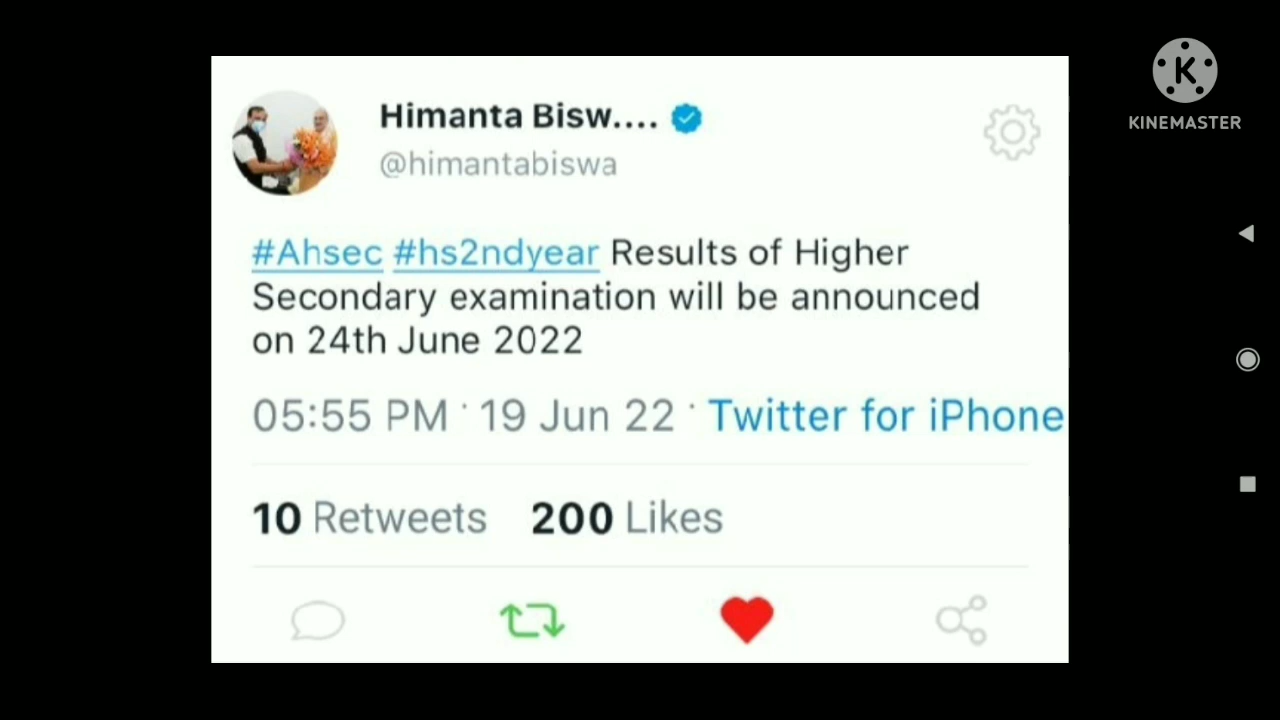 Himanta Bisw....
@himantabiswa
#Ahsec #hs2ndyear Results of Higher
Secondary examination will be announced
on 24th June 2022
05:55 PM · 19 Jun 22 · Twitter for iPhone
10 Retweets 200 Likes
K
KINEMASTER